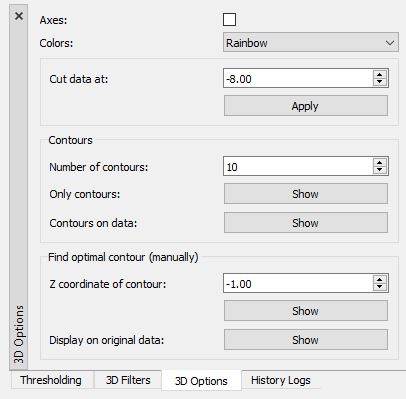 Axes:
Colors: Rainbow
Cut data at: -8.00
Apply
Contours
Number of contours: 10
Only contours: Show
Contours on data: Show
Find optimal contour (manually)
Z coordinate of contour: -1.00
Show
Display on original data: Show
3D Options
Thresholding 3D Filters 3D Options History Logs